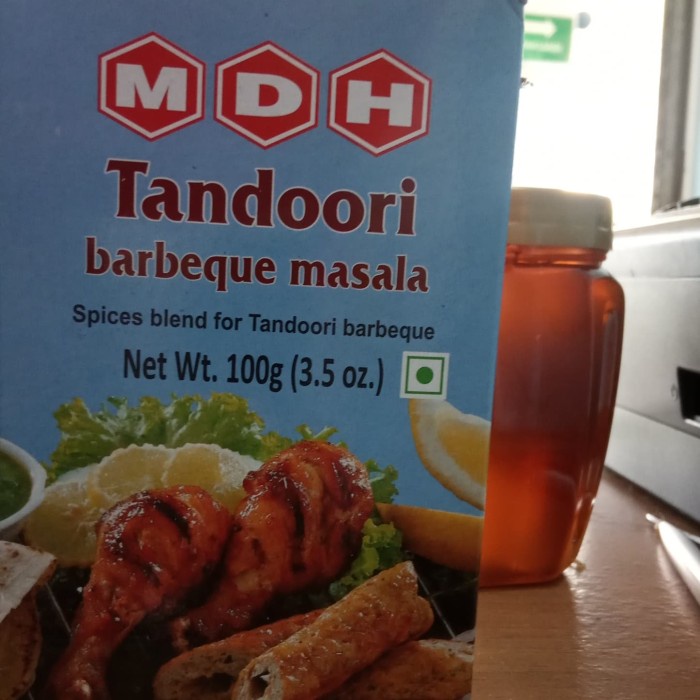 MDH
Tandoori
barbeque masala
Spices blend for Tandoori barbeque
Net Wt. 100g (3.5 oz.)